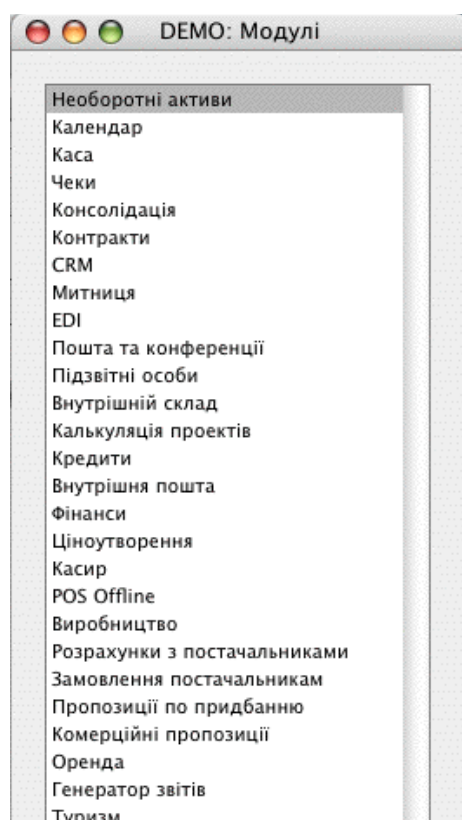 DEMO: Модулі
Необоротні активи
Календар
Каса
Чеки
Консолідація
Контракти
CRM
Митниця
EDI
Пошта та конференції
Підзвітні особи
Внутрішній склад
Калькуляція проектів
Кредити
Внутрішня пошта
Фінанси
Ціноутворення
Касир
POS Offline
Виробництво
Розрахунки з постачальниками
Замовлення постачальникам
Пропозиції по придбанню
Комерційні пропозиції
Оренда
Генератор звітів
Туризм